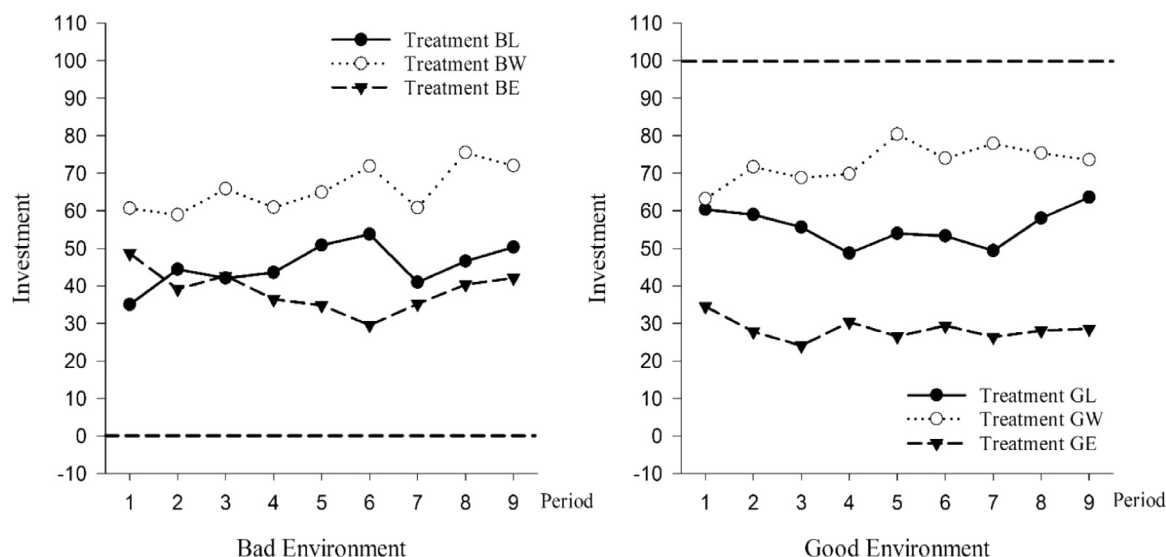 110
100
90
80
70
60
50
40
30
20
10
0
-10
Investment
Treatment BL
Treatment BW
Treatment BE
1 2 3 4 5 6 7 8 9 Period
Bad Environment
110
100
90
80
70
60
50
40
30
20
10
0
-10
Investment
Treatment GL
Treatment GW
Treatment GE
1 2 3 4 5 6 7 8 9 Period
Good Environment